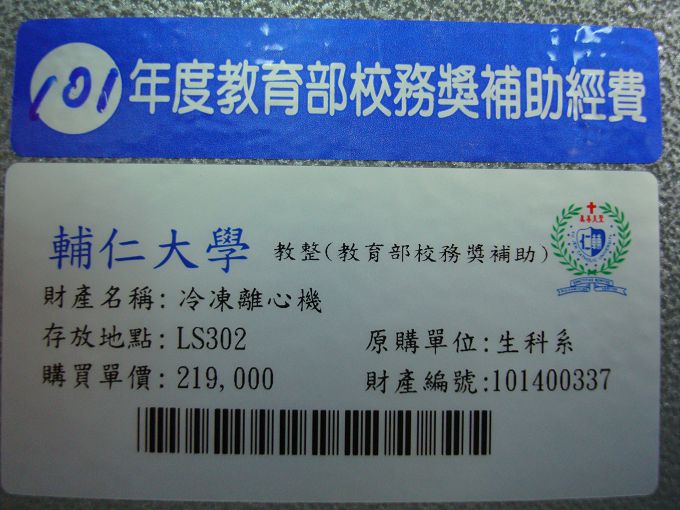 101年度教育部校務獎補助經費
輔仁大學 教整(教育部校務獎補助)
財產名稱: 冷凍離心機
存放地點: LS302 原購單位:生科系
購買單價: 219,000 財產編號:101400337